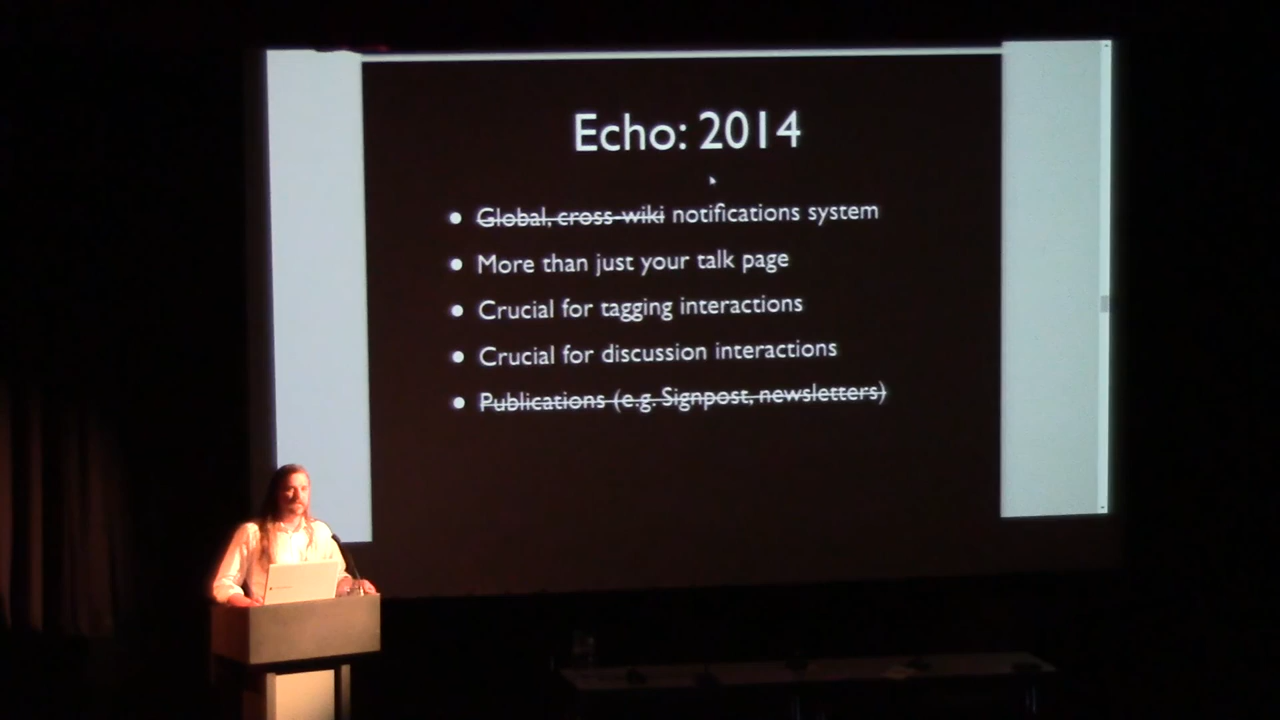 Echo: 2014
Global, cross-wiki notifications system
More than just your talk page
Crucial for tagging interactions
Crucial for discussion interactions
Publications (e.g. Signpost, newsletters)